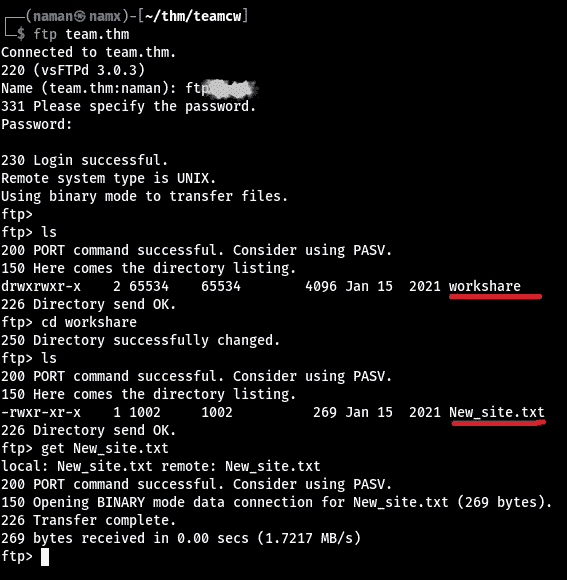 ┌──(naman㉿namx)-[~/thm/teamcw]
└─$ ftp team.thm
Connected to team.thm.
220 (vsFTPd 3.0.3)
Name (team.thm:naman): ftp
331 Please specify the password.
Password:
230 Login successful.
Remote system type is UNIX.
Using binary mode to transfer files.
ftp>
ftp> ls
200 PORT command successful. Consider using PASV.
150 Here comes the directory listing.
drwxrwxr-x    2 65534    65534        4096 Jan 15  2021 workshare
226 Directory send OK.
ftp> cd workshare
250 Directory successfully changed.
ftp> ls
200 PORT command successful. Consider using PASV.
150 Here comes the directory listing.
-rwxr-xr-x    1 1002     1002          269 Jan 15  2021 New_site.txt
226 Directory send OK.
ftp> get New_site.txt
local: New_site.txt remote: New_site.txt
200 PORT command successful. Consider using PASV.
150 Opening BINARY mode data connection for New_site.txt (269 bytes).
226 Transfer complete.
269 bytes received in 0.00 secs (1.7217 MB/s)
ftp>